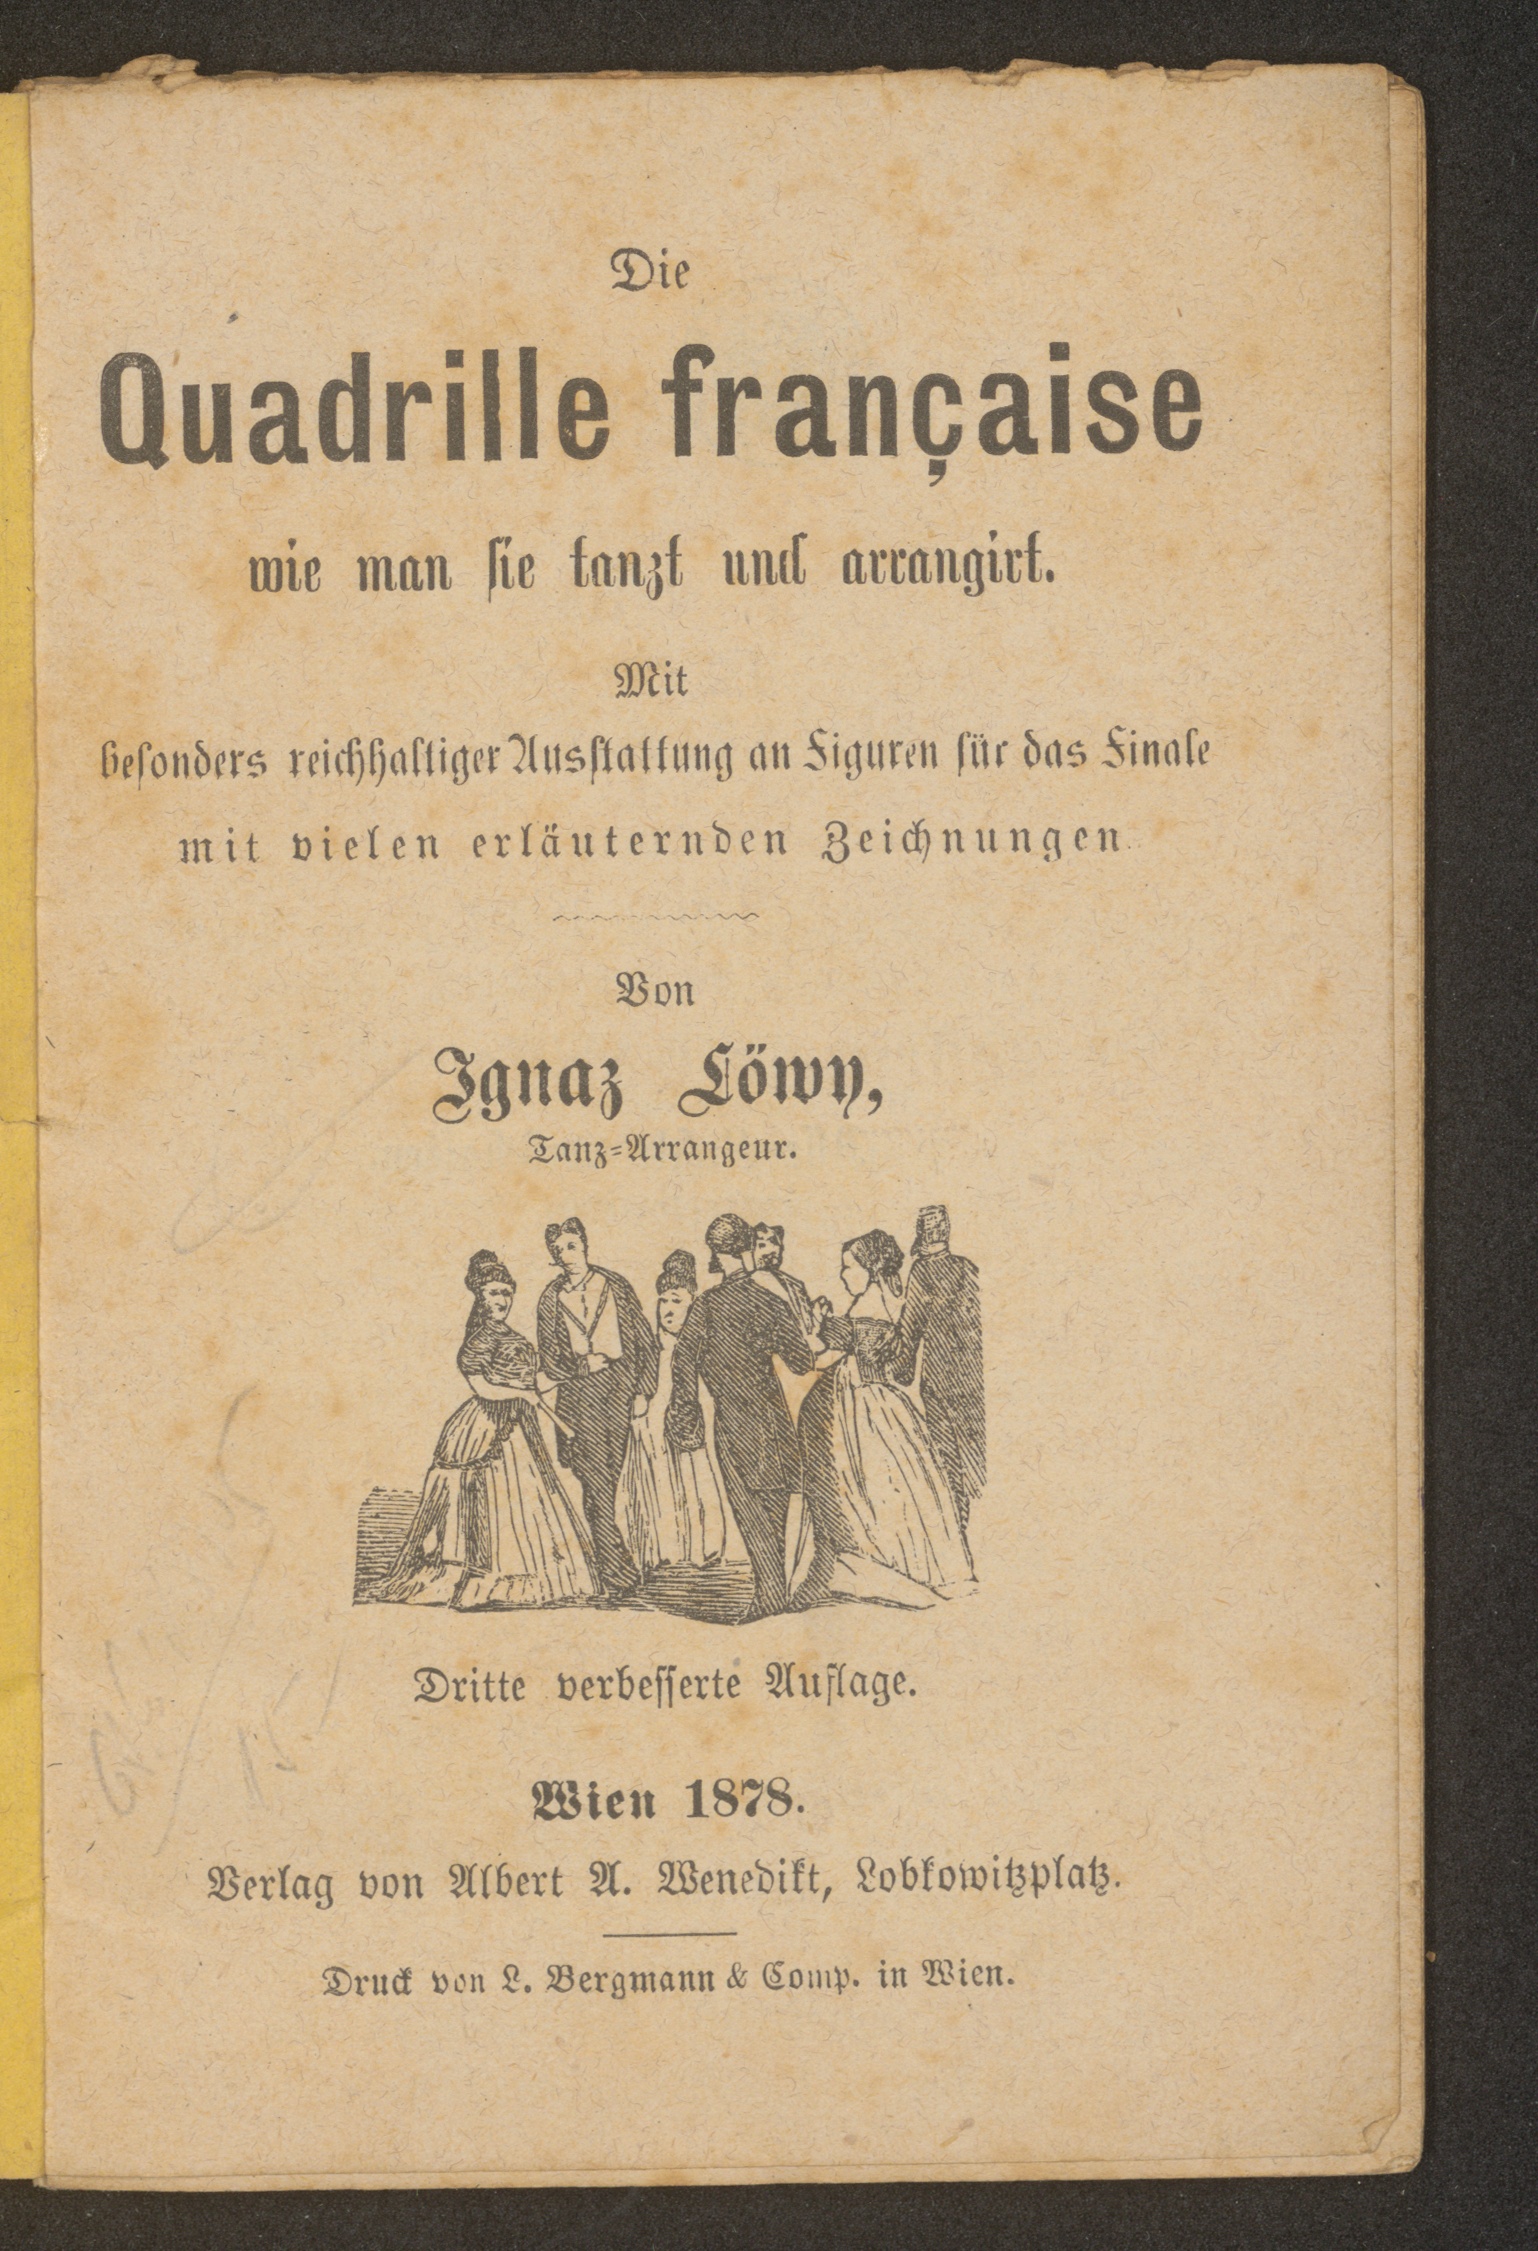 Die
Quadrille française
wie man sie tanzt und arrangirt.
Mit
besonders reichhaltiger Ausstattung an Figuren für das Finale
mit vielen erläuternden Zeichnungen.
Von
Ignaz Löwy,
Tanz-Arrangeur.
Dritte verbesserte Auflage.
Wien 1878.
Verlag von Albert A. Wenedikt, Lobkowitzplatz.
Druck von L. Bergmann & Comp. in Wien.